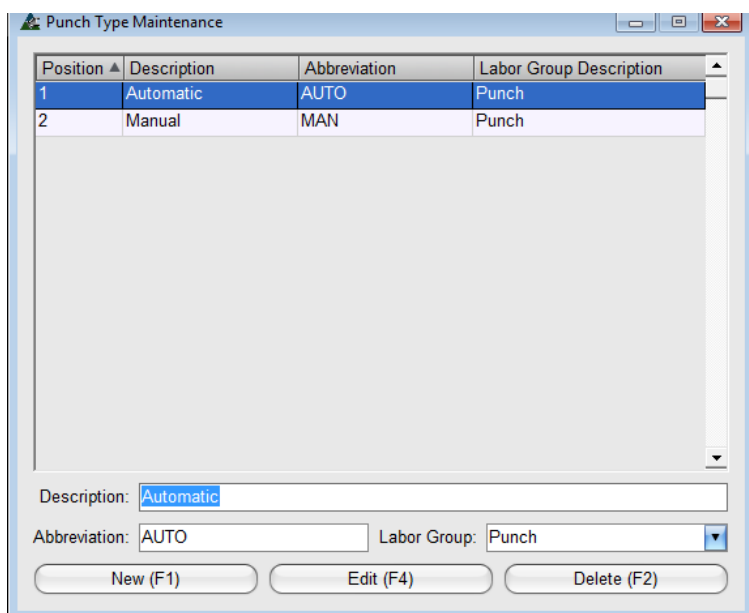 Punch Type Maintenance
Position Description Abbreviation Labor Group Description
1 Automatic AUTO Punch
2 Manual MAN Punch
Description: Automatic
Abbreviation: AUTO Labor Group: Punch
New (F1) Edit (F4) Delete (F2)